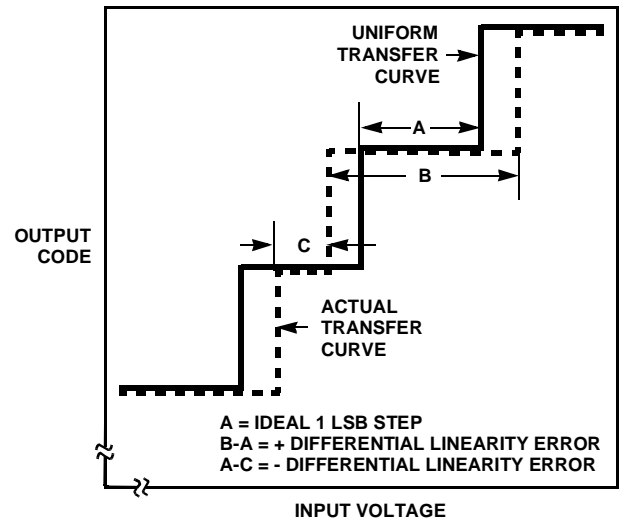 UNIFORM
TRANSFER
CURVE
A
B
OUTPUT
CODE
C
ACTUAL
TRANSFER
CURVE
A = IDEAL 1 LSB STEP
B-A = + DIFFERENTIAL LINEARITY ERROR
A-C = - DIFFERENTIAL LINEARITY ERROR
INPUT VOLTAGE